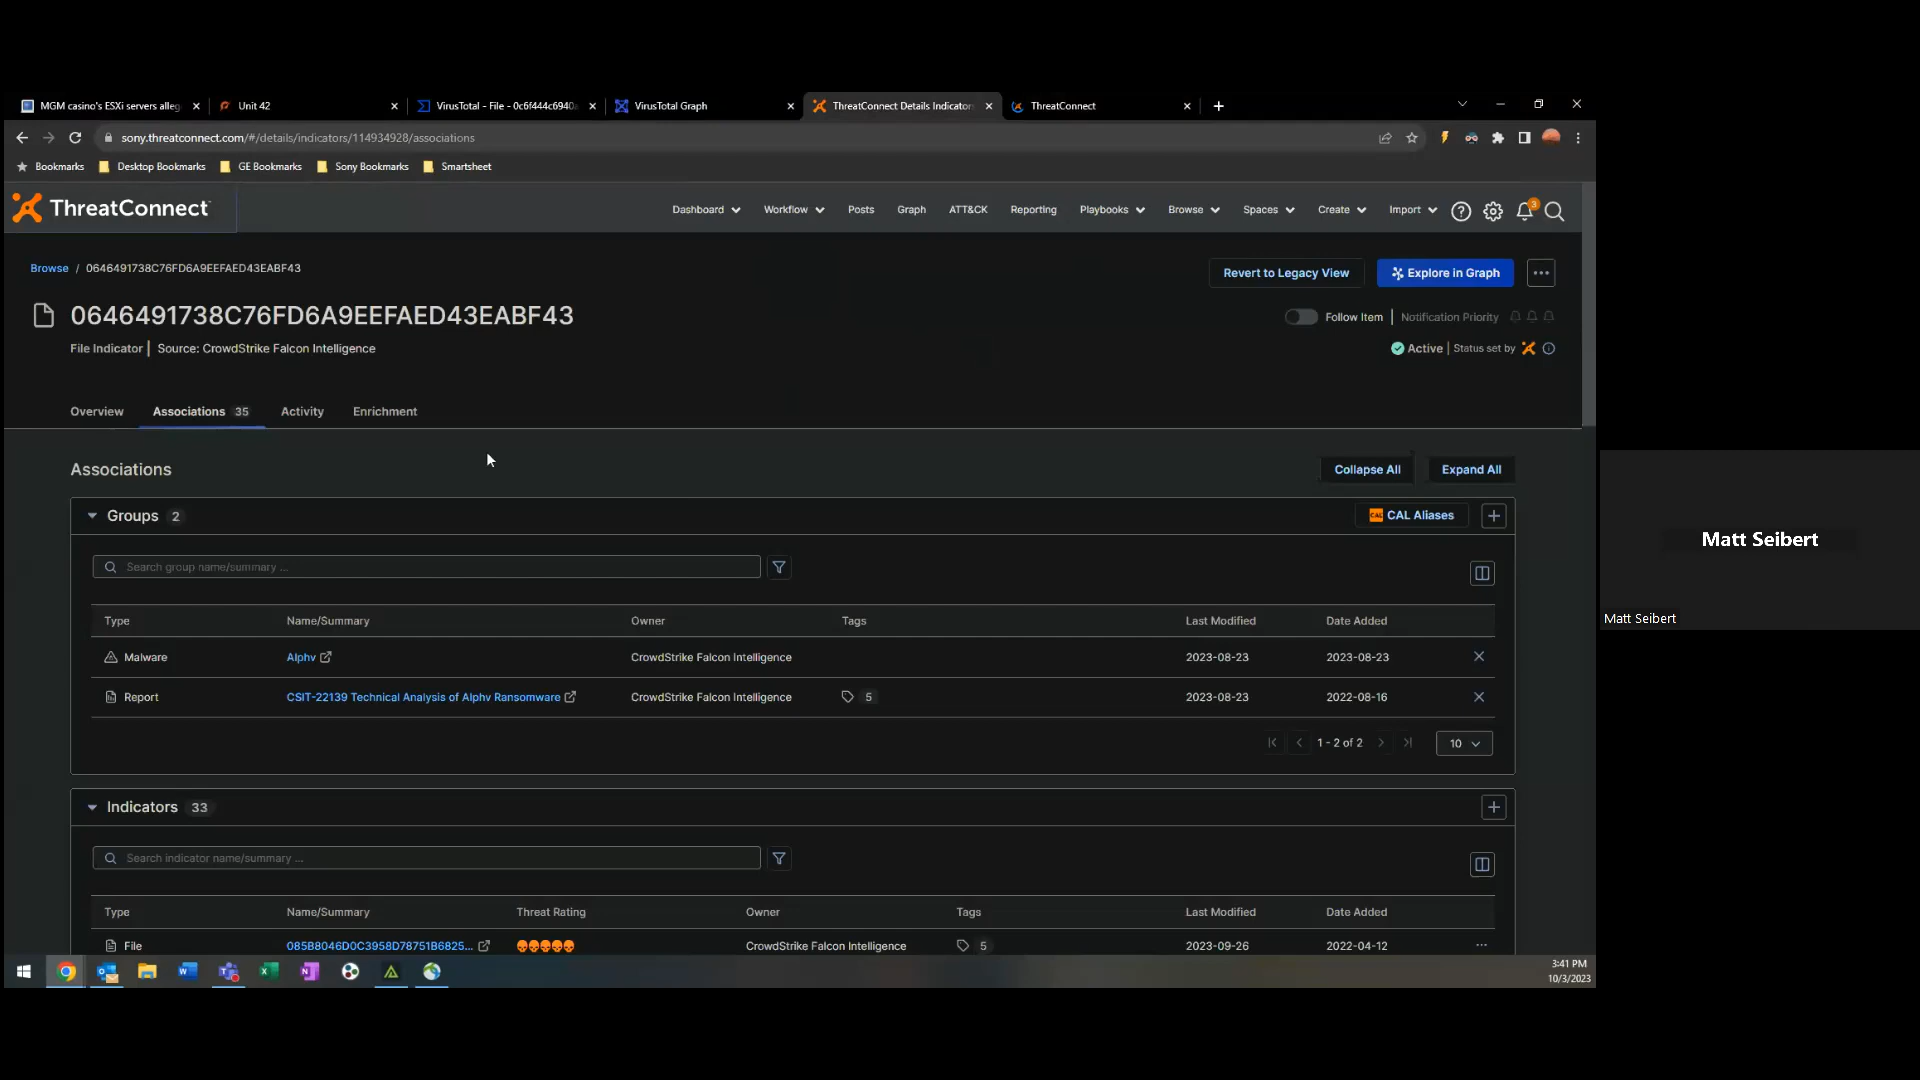 MGM casino's ESXi servers alleg
Unit 42
VirusTotal - File - 0c6f444c6940
VirusTotal Graph
ThreatConnect Details Indicator
ThreatConnect
sony.threatconnect.com/#/details/indicators/114934928/associations
Bookmarks
Desktop Bookmarks
GE Bookmarks
Sony Bookmarks
Smartsheet
ThreatConnect
Dashboard
Workflow
Posts
Graph
ATT&CK
Reporting
Playbooks
Browse
Spaces
Create
Import
3
Browse / 0646491738C76FD6A9EEFAED43EABF43
Revert to Legacy View
Explore in Graph
0646491738C76FD6A9EEFAED43EABF43
Follow Item | Notification Priority
File Indicator | Source: CrowdStrike Falcon Intelligence
Active | Status set by
Overview
Associations 35
Activity
Enrichment
Associations
Collapse All
Expand All
Groups 2
CAL Aliases
Search group name/summary ...
Type Name/Summary Owner Tags Last Modified Date Added
Malware Alphv CrowdStrike Falcon Intelligence 2023-08-23 2023-08-23
Report CSIT-22139 Technical Analysis of Alphv Ransomware CrowdStrike Falcon Intelligence 5 2023-08-23 2022-08-16
1 - 2 of 2
10
Indicators 33
Search indicator name/summary ...
Type Name/Summary Threat Rating Owner Tags Last Modified Date Added
File 085B8046D0C3958D78751B6825... CrowdStrike Falcon Intelligence 5 2023-09-26 2022-04-12
3:41 PM
10/3/2023
Matt Seibert
Matt Seibert